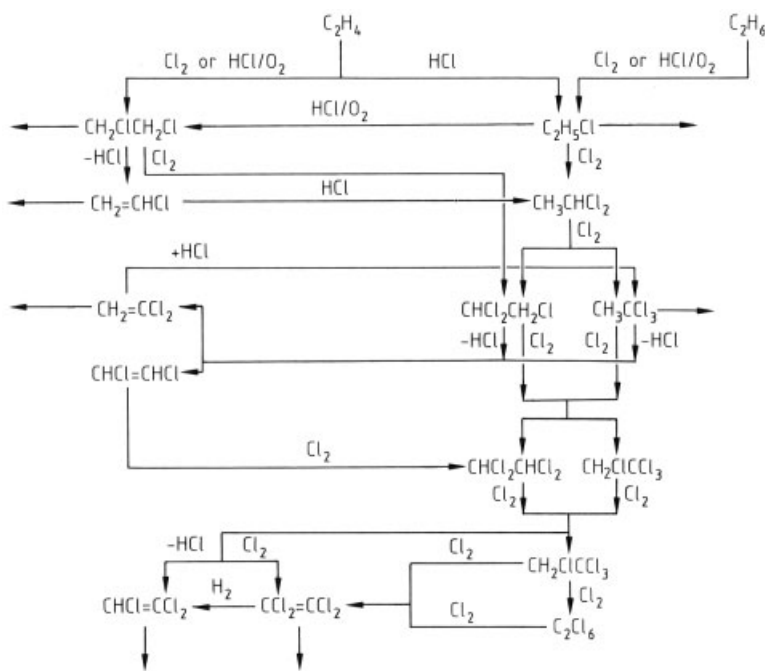 C₂H₄ C₂H₆
Cl₂ or HCl/O₂ HCl Cl₂ or HCl/O₂
HCl/O₂
CH₂ClCH₂Cl C₂H₅Cl
−HCl Cl₂ Cl₂
HCl
CH₂=CHCl CH₃CHCl₂
Cl₂
+HCl
CH₂=CCl₂ CHCl₂CH₂Cl CH₃CCl₃
−HCl Cl₂ Cl₂ −HCl
CHCl=CHCl
Cl₂
CHCl₂CHCl₂ CH₂ClCCl₃
Cl₂ Cl₂
−HCl Cl₂ Cl₂
CH₂ClCCl₃
H₂ Cl₂
CHCl=CCl₂ CCl₂=CCl₂
Cl₂ C₂Cl₆